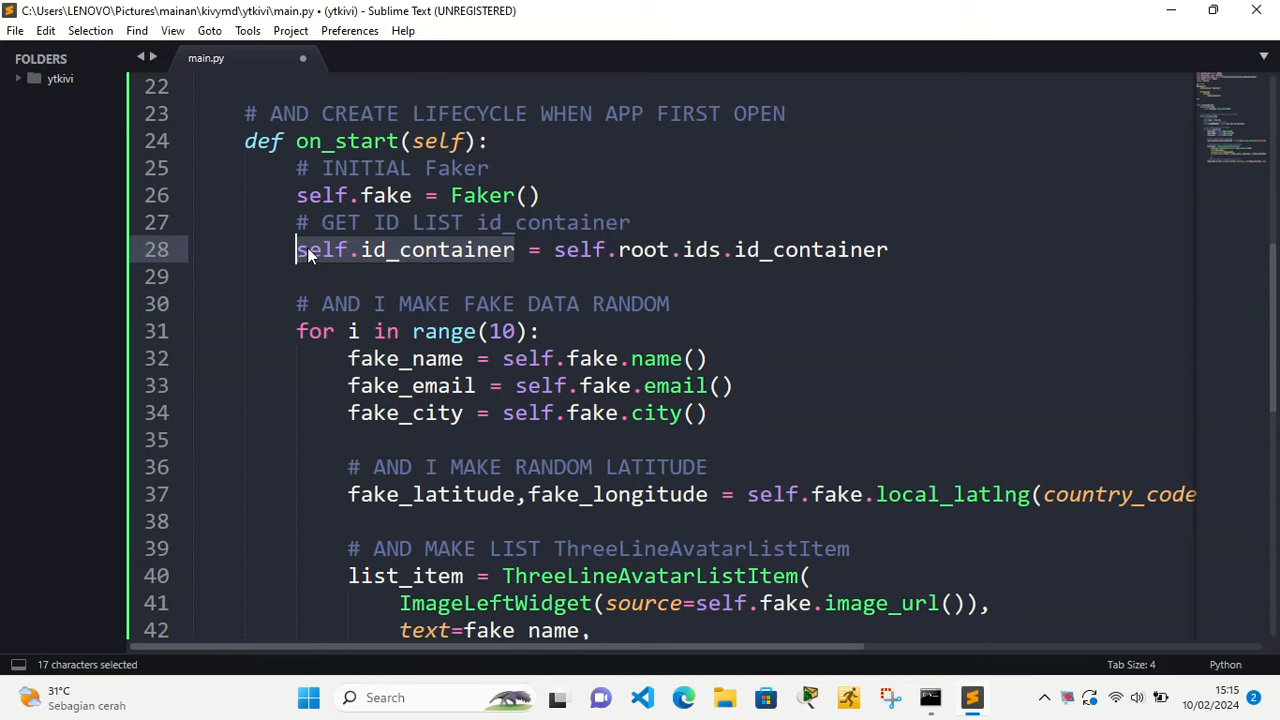 C:\Users\LENOVO\Pictures\mainan\kivymd\ytkivi\main.py • (ytkivi) - Sublime Text (UNREGISTERED)
File Edit Selection Find View Goto Tools Project Preferences Help
FOLDERS
ytkivi
main.py
22
23 # AND CREATE LIFECYCLE WHEN APP FIRST OPEN
24 def on_start(self):
25 # INITIAL Faker
26 self.fake = Faker()
27 # GET ID LIST id_container
28 self.id_container = self.root.ids.id_container
29
30 # AND I MAKE FAKE DATA RANDOM
31 for i in range(10):
32 fake_name = self.fake.name()
33 fake_email = self.fake.email()
34 fake_city = self.fake.city()
35
36 # AND I MAKE RANDOM LATITUDE
37 fake_latitude,fake_longitude = self.fake.local_latlng(country_code
38
39 # AND MAKE LIST ThreeLineAvatarListItem
40 list_item = ThreeLineAvatarListItem(
41 ImageLeftWidget(source=self.fake.image_url()),
42 text=fake_name,
17 characters selected Tab Size: 4 Python
31°C
Sebagian cerah
Search
15:15
10/02/2024
2